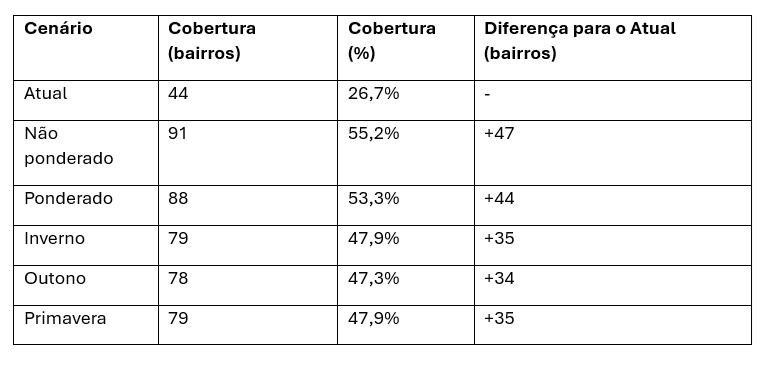 Cenário Cobertura (bairros) Cobertura (%) Diferença para o Atual (bairros)
Atual 44 26,7% -
Não ponderado 91 55,2% +47
Ponderado 88 53,3% +44
Inverno 79 47,9% +35
Outono 78 47,3% +34
Primavera 79 47,9% +35